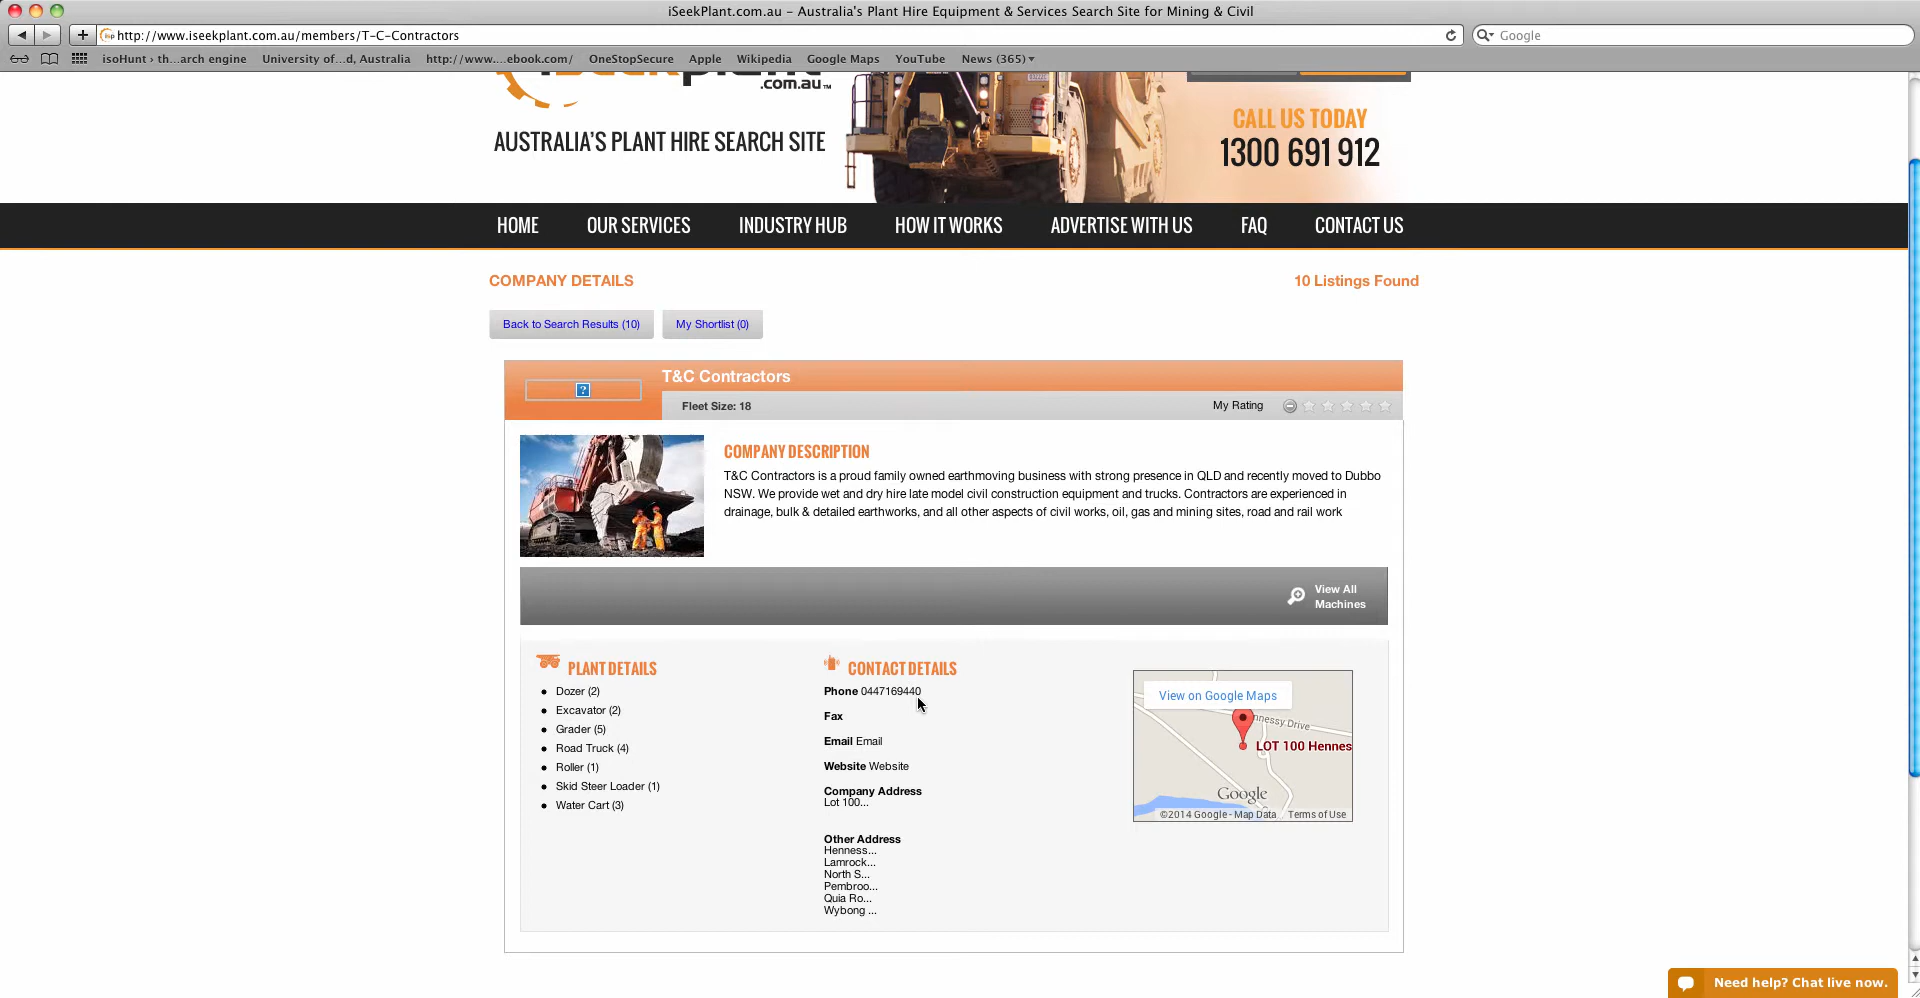 iSeekPlant.com.au – Australia's Plant Hire Equipment & Services Search Site for Mining & Civil
http://www.iseekplant.com.au/members/T-C-Contractors
Google
isoHunt › th...arch engine University of...d, Australia http://www....ebook.com/ OneStopSecure Apple Wikipedia Google Maps YouTube News (365)
iseekplant
.com.au™
AUSTRALIA'S PLANT HIRE SEARCH SITE
CALL US TODAY
1300 691 912
HOME OUR SERVICES INDUSTRY HUB HOW IT WORKS ADVERTISE WITH US FAQ CONTACT US
COMPANY DETAILS 10 Listings Found
Back to Search Results (10) My Shortlist (0)
T&C Contractors
Fleet Size: 18 My Rating
COMPANY DESCRIPTION
T&C Contractors is a proud family owned earthmoving business with strong presence in QLD and recently moved to Dubbo
NSW. We provide wet and dry hire late model civil construction equipment and trucks. Contractors are experienced in
drainage, bulk & detailed earthworks, and all other aspects of civil works, oil, gas and mining sites, road and rail work
View All
Machines
PLANT DETAILS
Dozer (2)
Excavator (2)
Grader (5)
Road Truck (4)
Roller (1)
Skid Steer Loader (1)
Water Cart (3)
CONTACT DETAILS
Phone 0447169440
Fax
Email Email
Website Website
Company Address
Lot 100...
Other Address
Henness...
Lamrock...
North S...
Pembroo...
Quia Ro...
Wybong ...
View on Google Maps
nnessy Drive
LOT 100 Hennes
Google
©2014 Google - Map Data Terms of Use
Need help? Chat live now.